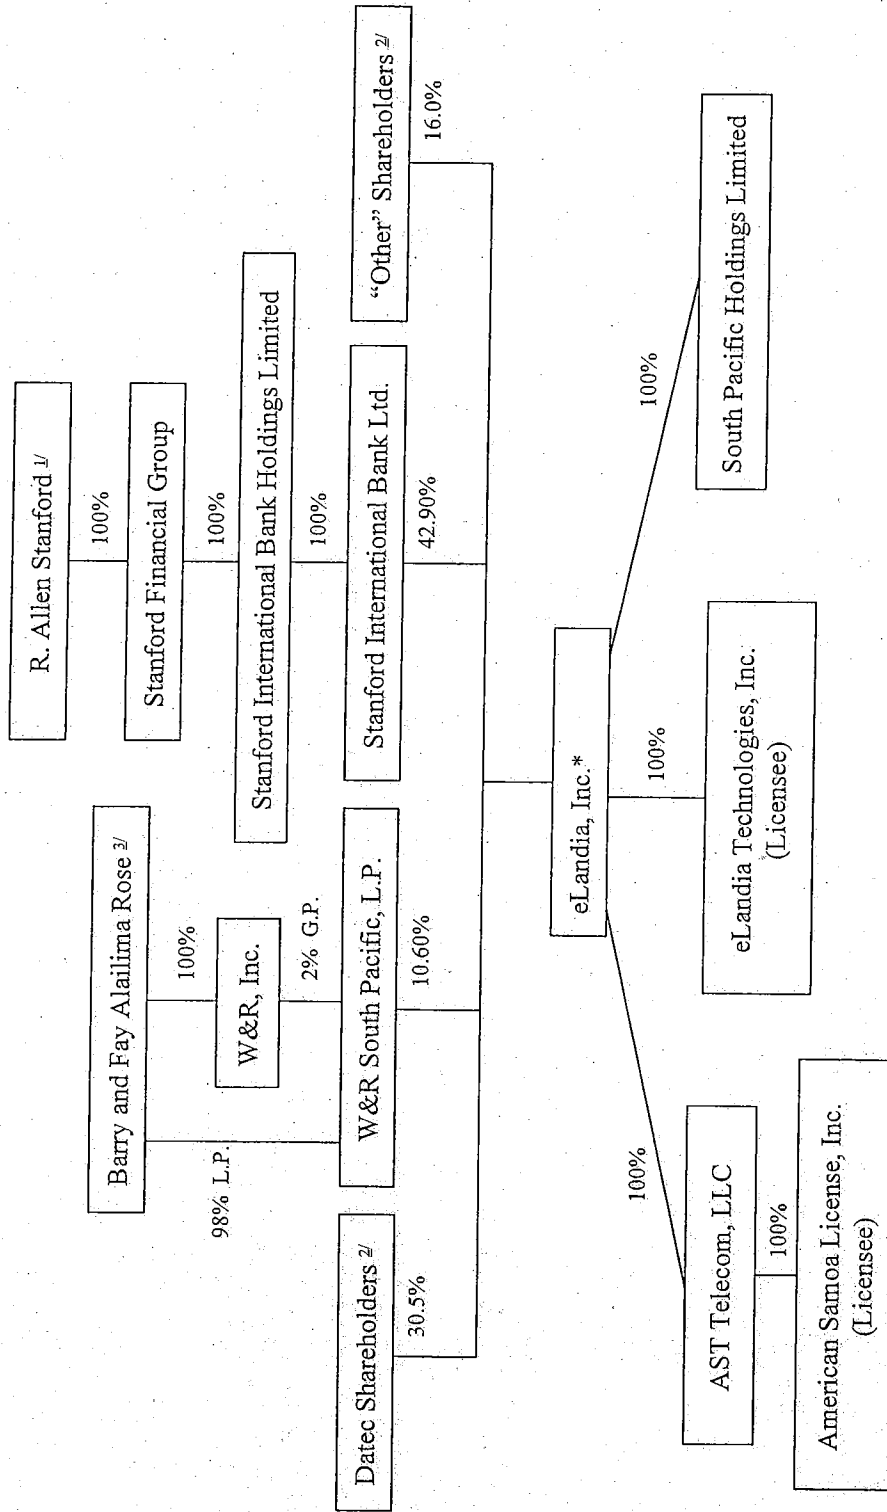 R. Allen Stanford 1/
100%
Stanford Financial Group
100%
Stanford International Bank Holdings Limited
100%
Barry and Fay Alailima Rose 3/
100%
98% L.P.
W&R, Inc.
2% G.P.
Datec Shareholders 2/
30.5%
W&R South Pacific, L.P.
10.60%
Stanford International Bank Ltd.
42.90%
“Other” Shareholders 2/
16.0%
eLandia, Inc.*
100%
100%
100%
AST Telecom, LLC
100%
American Samoa License, Inc.
(Licensee)
eLandia Technologies, Inc.
(Licensee)
South Pacific Holdings Limited